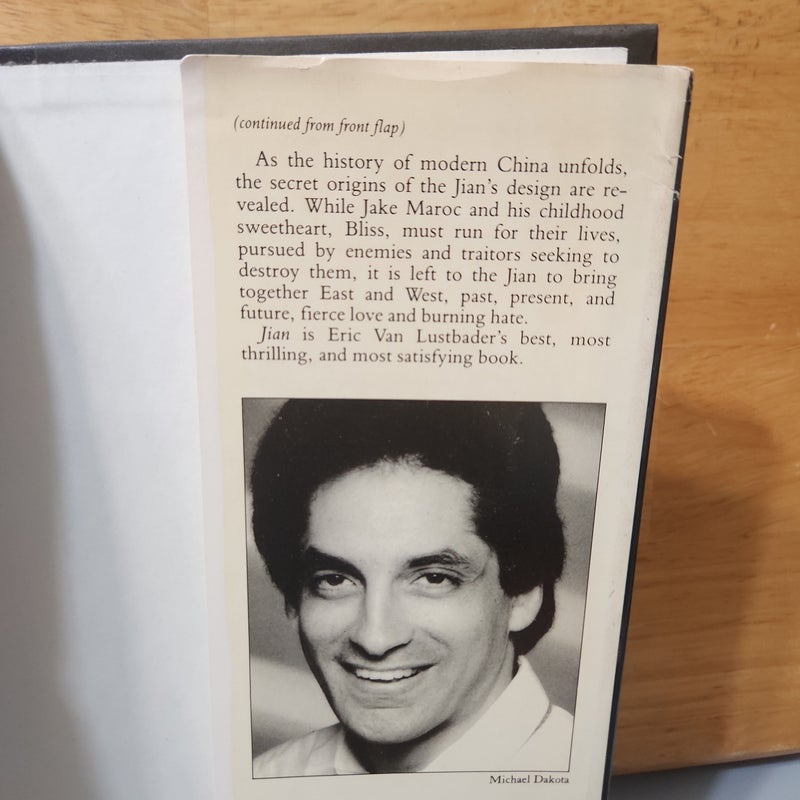 (continued from front flap)
As the history of modern China unfolds,
the secret origins of the Jian's design are re-
vealed. While Jake Maroc and his childhood
sweetheart, Bliss, must run for their lives,
pursued by enemies and traitors seeking to
destroy them, it is left to the Jian to bring
together East and West, past, present, and
future, fierce love and burning hate.
Jian is Eric Van Lustbader's best, most
thrilling, and most satisfying book.
Michael Dakota